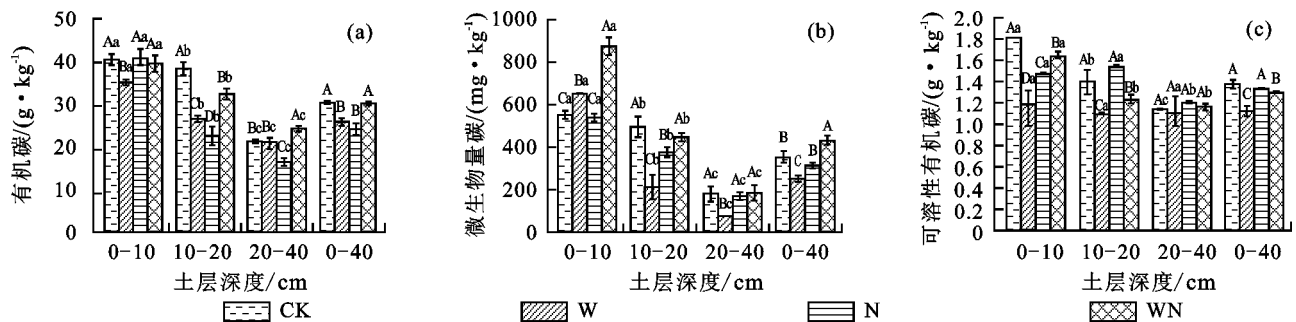 有机碳/(g·kg⁻¹)
50
40
30
20
10
0
(a)
Aa Ba Aa Aa
Ab Cb Db Bb
Bc Bc Cc Ac
A B B A
0-10 10-20 20-40 0-40
土层深度/cm
微生物量碳/(mg·kg⁻¹)
1000
800
600
400
200
0
(b)
Ca Ba Ca Aa
Ab Cb Bb Ab
Ac Bc Ac Ac
B C B A
0-10 10-20 20-40 0-40
土层深度/cm
可溶性有机碳/(g·kg⁻¹)
2.0
1.8
1.6
1.4
1.2
1.2
0.8
0.6
0.4
0.2
0
(c)
Aa Da Ca Ba
Ab Ca Aa Bb
Ac Aa Ab Ab
A C A B
0-10 10-20 20-40 0-40
土层深度/cm
CK W N WN